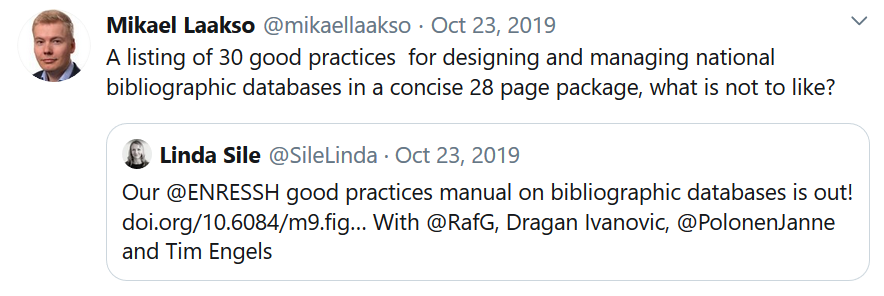 Mikael Laakso @mikaellaakso · Oct 23, 2019
A listing of 30 good practices  for designing and managing national
bibliographic databases in a concise 28 page package, what is not to like?
Linda Sile @SileLinda · Oct 23, 2019
Our @ENRESSH good practices manual on bibliographic databases is out!
doi.org/10.6084/m9.fig… With @RafG, Dragan Ivanovic, @PolonenJanne
and Tim Engels